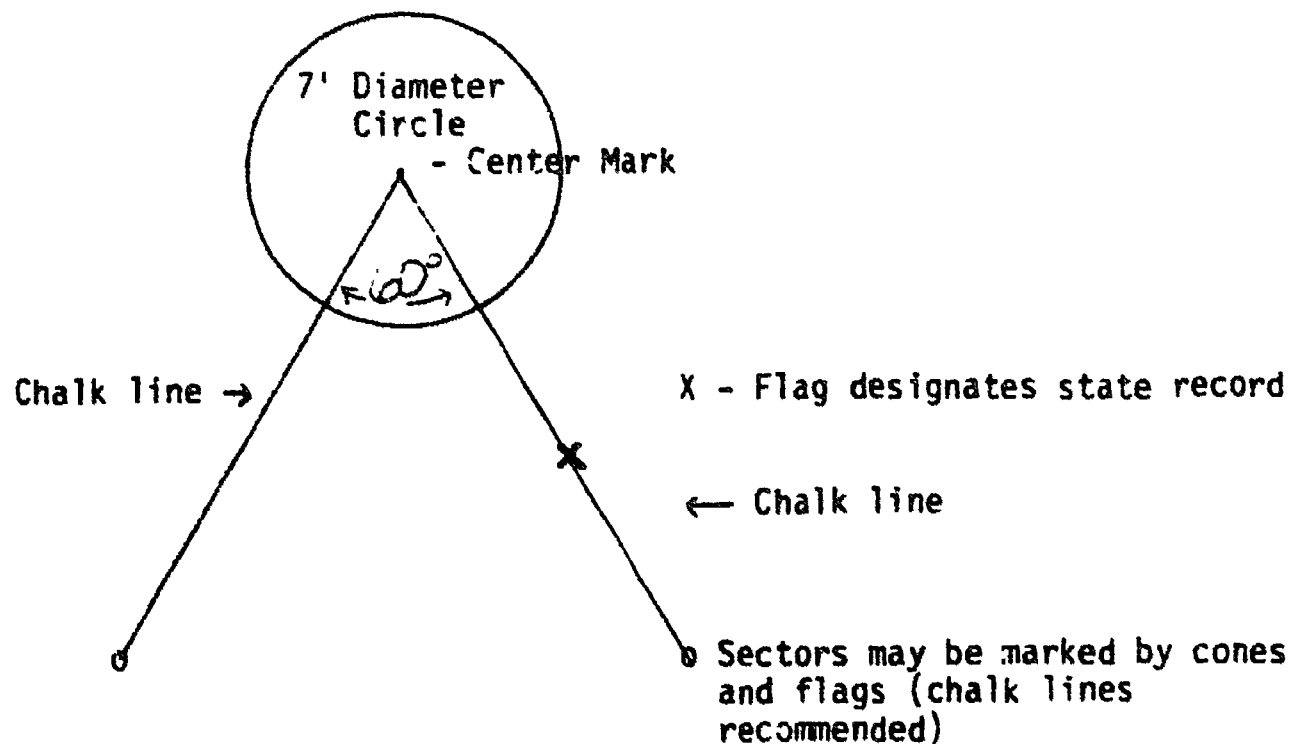 7' Diameter
Circle
- Center Mark
60°
Chalk line →
X - Flag designates state record
X
← Chalk line
Sectors may be marked by cones
and flags (chalk lines
recommended)